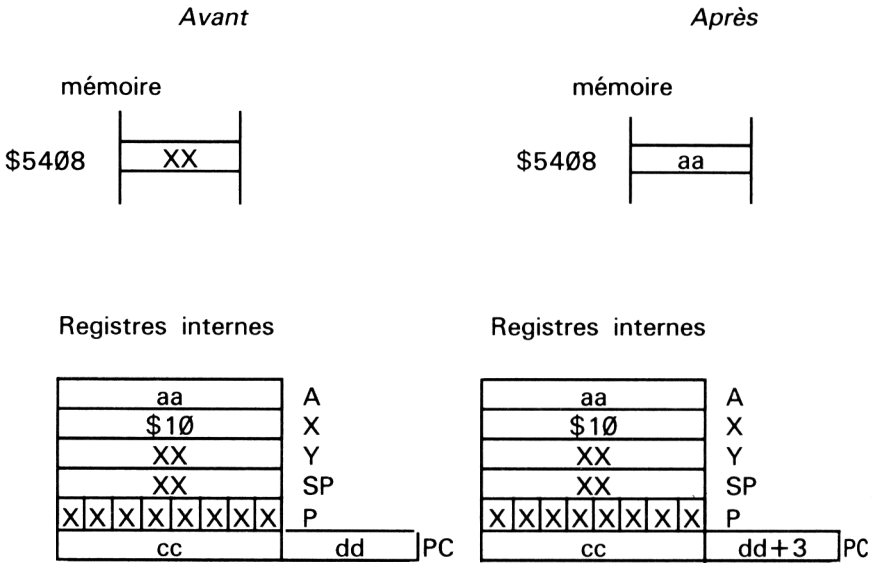 Avant Après
mémoire mémoire
$54Ø8 XX $54Ø8 aa
Registres internes Registres internes
aa A aa A
$1Ø X $1Ø X
XX Y XX Y
XX SP XX SP
X X X X X X X X P X X X X X X X X P
cc dd PC cc dd+3 PC